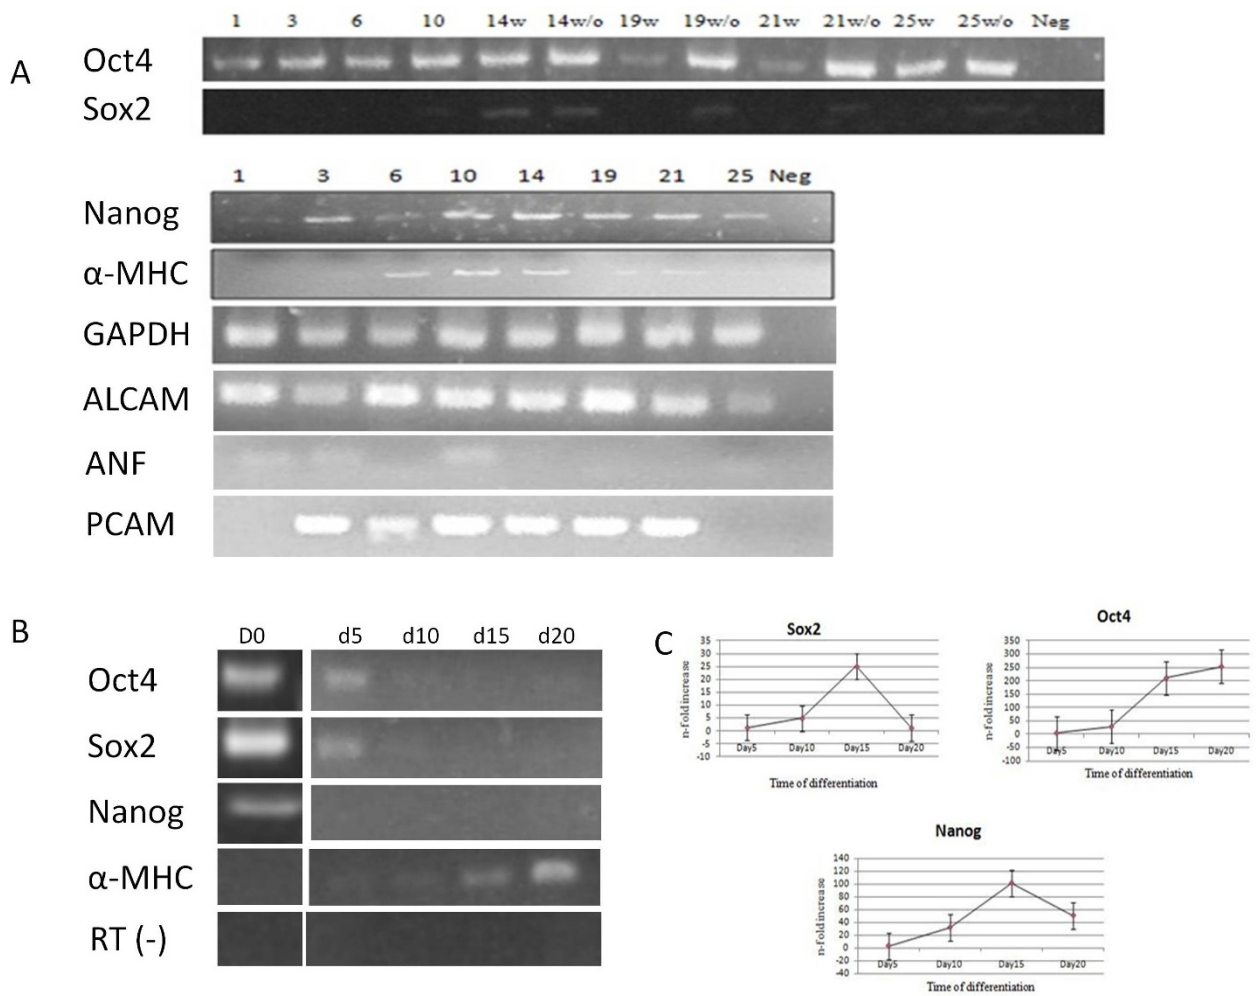 A
1 3 6 10 14w 14w/o 19w 19w/o 21w 21w/o 25w 25w/o Neg
Oct4
Sox2
1 3 6 10 14 19 21 25 Neg
Nanog
α-MHC
GAPDH
ALCAM
ANF
PCAM
B
D0 d5 d10 d15 d20
Oct4
Sox2
Nanog
α-MHC
RT (-)
C
Sox2
n-fold increase
35
30
25
20
15
10
5
0
-5
-10
Day5 Day10 Day15 Day20
Time of differentiation
Oct4
n-fold increase
350
300
250
200
150
100
50
0
-50
-100
Day5 Day10 Day15 Day20
Time of differentiation
Nanog
n-fold increase
140
120
100
80
60
40
20
0
-20
-40
Day5 Day10 Day15 Day20
Time of differentiation